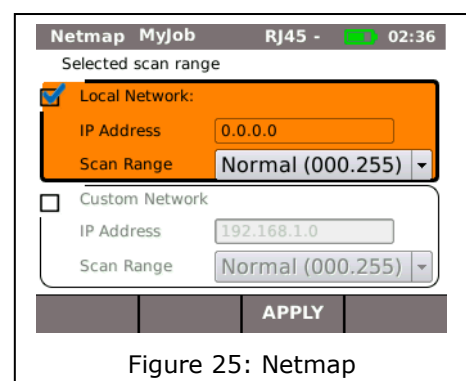 Netmap MyJob RJ45 - 02:36
Selected scan range
Local Network:
IP Address 0.0.0.0
Scan Range Normal (000.255)
Custom Network
IP Address 192.168.1.0
Scan Range Normal (000.255)
APPLY
Figure 25: Netmap